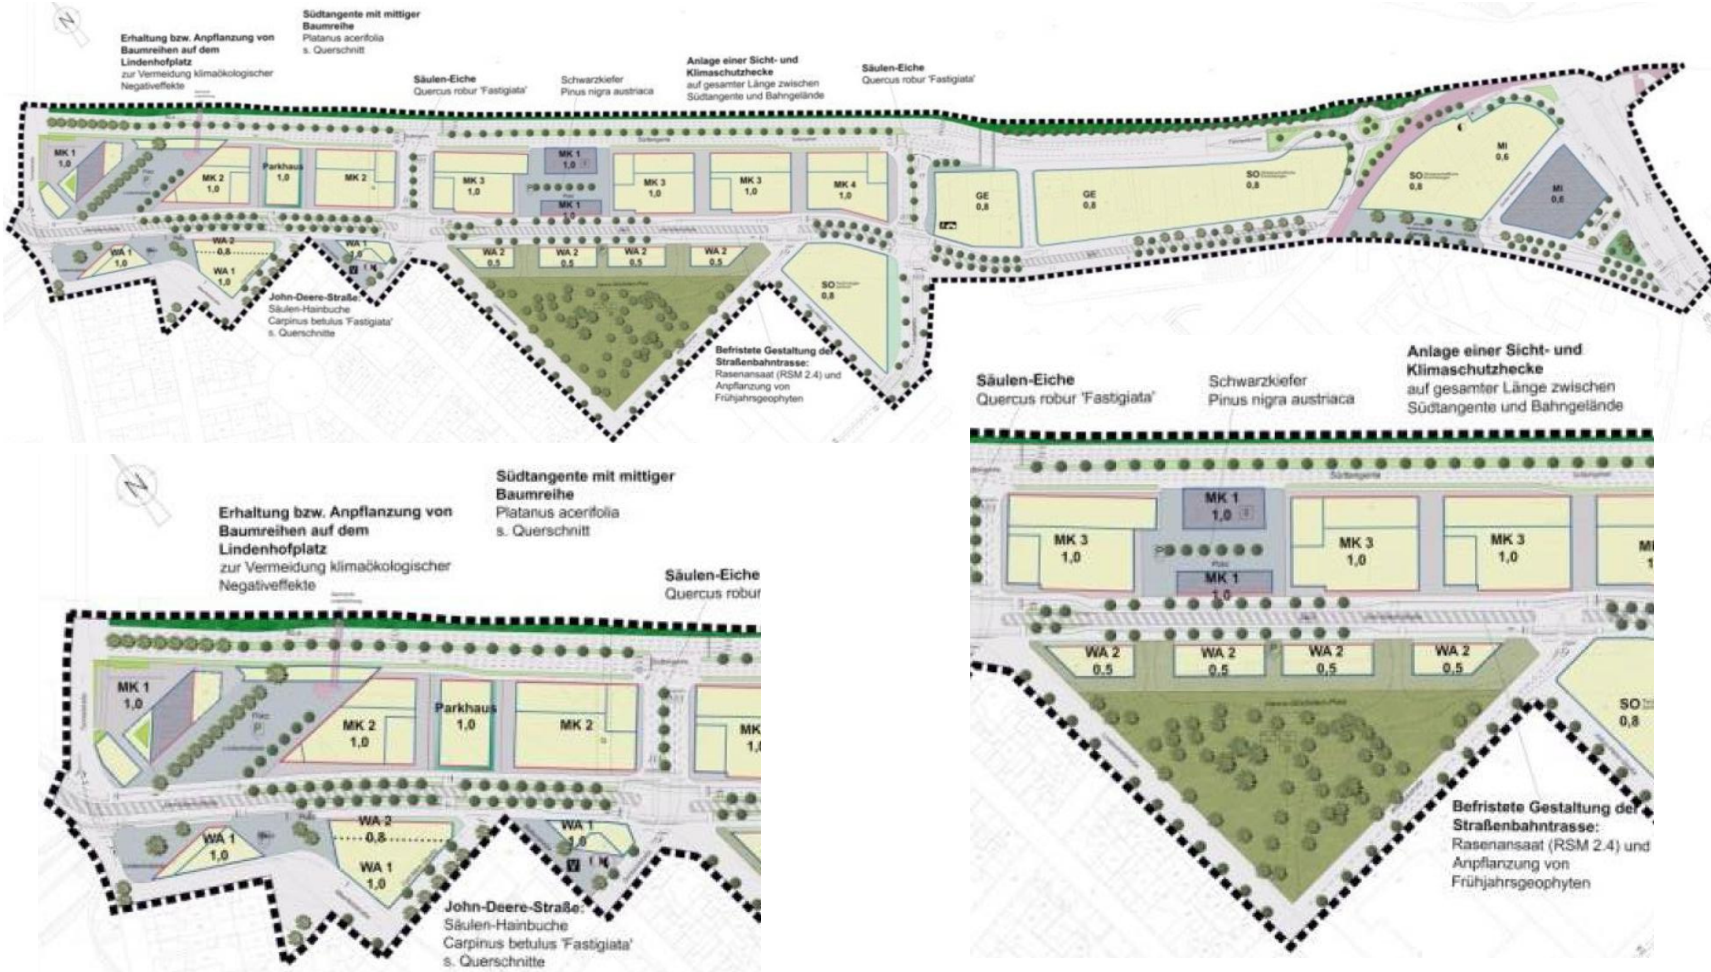 N
Erhaltung bzw. Anpflanzung von
Baumreihen auf dem
Lindenhofplatz
zur Vermeidung klimaökologischer
Negativeffekte
Südtangente mit mittiger
Baumreihe
Platanus acerifolia
s. Querschnitt
Säulen-Eiche
Quercus robur 'Fastigiata'
Schwarzkiefer
Pinus nigra austriaca
Anlage einer Sicht- und
Klimaschutzhecke
auf gesamter Länge zwischen
Südtangente und Bahngelände
Säulen-Eiche
Quercus robur 'Fastigiata'
MK 1
1,0
MK 2
1,0
Parkhaus
1,0
MK 2
MK 3
1,0
MK 1
1,0
MK 1
1,0
MK 3
1,0
MK 3
1,0
MK 4
1,0
GE
0,8
GE
0,8
SO
0,8
SO
0,8
MI
0,6
MI
0,6
WA 1
1,0
WA 2
0,8
WA 1
1,0
WA 1
1,0
V
WA 2
0,5
WA 2
0,5
WA 2
0,5
WA 2
0,5
SO
0,8
John-Deere-Straße:
Säulen-Hainbuche
Carpinus betulus 'Fastigiata'
s. Querschnitte
Befristete Gestaltung der
Straßenbahntrasse:
Rasenansaat (RSM 2.4) und
Anpflanzung von
Frühjahrsgeophyten
N
Erhaltung bzw. Anpflanzung von
Baumreihen auf dem
Lindenhofplatz
zur Vermeidung klimaökologischer
Negativeffekte
Südtangente mit mittiger
Baumreihe
Platanus acerifolia
s. Querschnitt
Säulen-Eiche
Quercus robur
MK 1
1,0
Platz
P
MK 2
1,0
Parkhaus
1,0
MK 2
MK
1,
WA 1
1,0
WA 2
0,8
WA 1
1,0
WA 1
1,0
V
John-Deere-Straße:
Säulen-Hainbuche
Carpinus betulus 'Fastigiata'
s. Querschnitte
Säulen-Eiche
Quercus robur 'Fastigiata'
Schwarzkiefer
Pinus nigra austriaca
Anlage einer Sicht- und
Klimaschutzhecke
auf gesamter Länge zwischen
Südtangente und Bahngelände
Südtangente
MK 3
1,0
MK 1
1,0
P
Platz
MK 1
1,0
MK 3
1,0
MK 3
1,0
WA 2
0,5
WA 2
0,5
WA 2
0,5
WA 2
0,5
SO
0,8
Befristete Gestaltung der
Straßenbahntrasse:
Rasenansaat (RSM 2.4) und
Anpflanzung von
Frühjahrsgeophyten